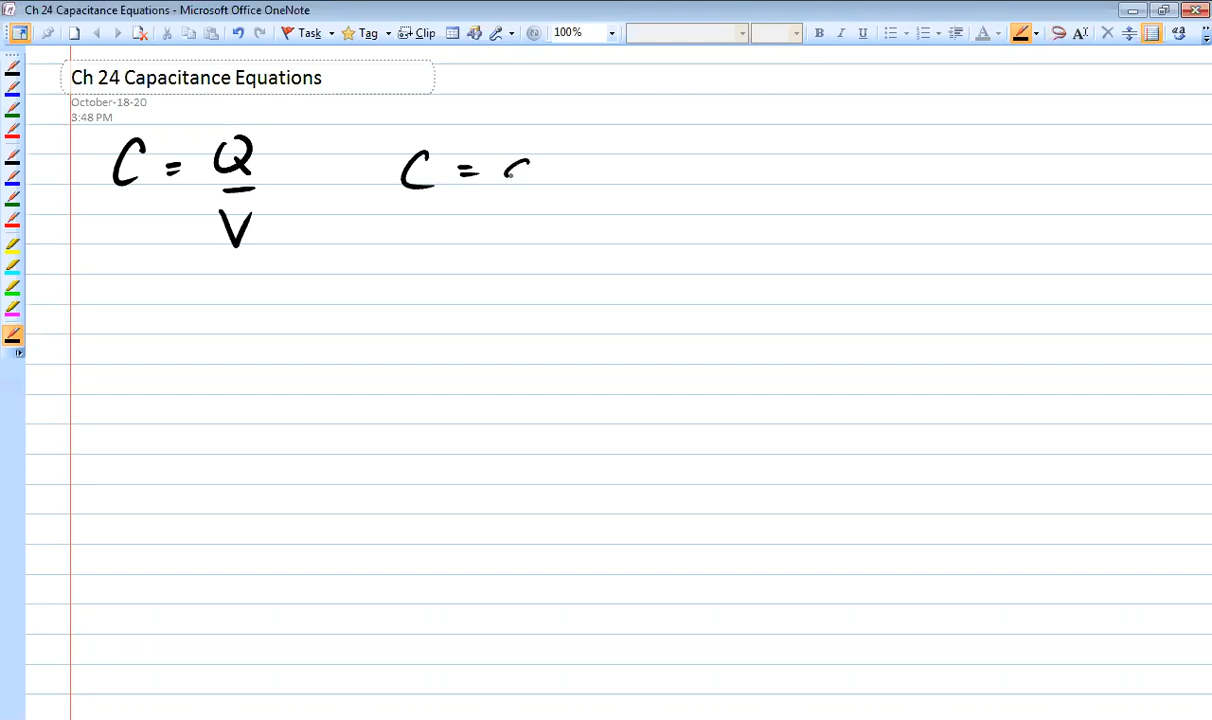 Ch 24 Capacitance Equations - Microsoft Office OneNote
Task Tag Clip 100% B I U A
Ch 24 Capacitance Equations
October-18-20
3:48 PM
C = Q
V
C =